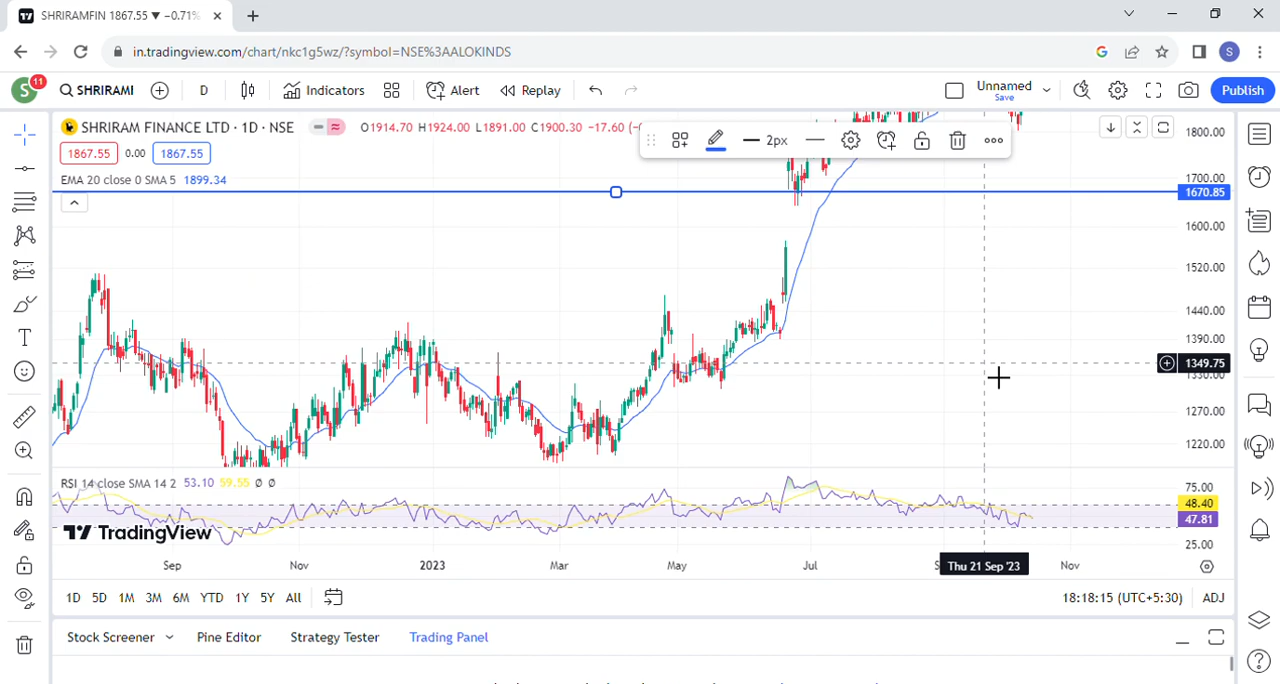 SHRIRAMFIN 1867.55 ▼ −0.71%
in.tradingview.com/chart/nkc1g5wz/?symbol=NSE%3AALOKINDS
S
S 11
SHRIRAMI
D
Indicators
Alert
Replay
Unnamed
Save
Publish
SHRIRAM FINANCE LTD · 1D · NSE
O1914.70 H1924.00 L1891.00 C1900.30 −17.60
1867.55 0.00 1867.55
2px
EMA 20 close 0 SMA 5 1899.34
1800.00
1700.00
1670.85
1600.00
1520.00
1440.00
1390.00
1349.75
1330.00
1270.00
1220.00
RSI 14 close SMA 14 2 53.10 59.55 Ø Ø
75.00
48.40
47.81
25.00
TradingView
Sep Nov 2023 Mar May Jul Thu 21 Sep '23 Nov
1D 5D 1M 3M 6M YTD 1Y 5Y All
18:18:15 (UTC+5:30) ADJ
Stock Screener Pine Editor Strategy Tester Trading Panel